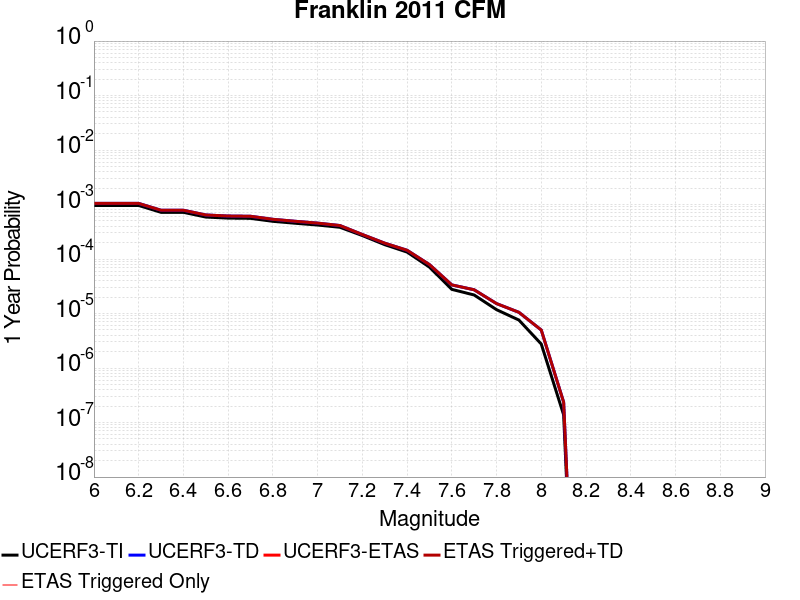 Franklin 2011 CFM
10^0
10^-1
10^-2
10^-3
10^-4
10^-5
10^-6
10^-7
10^-8
1 Year Probability
6 6.2 6.4 6.6 6.8 7 7.2 7.4 7.6 7.8 8 8.2 8.4 8.6 8.8 9
Magnitude
UCERF3-TI UCERF3-TD UCERF3-ETAS ETAS Triggered+TD
ETAS Triggered Only